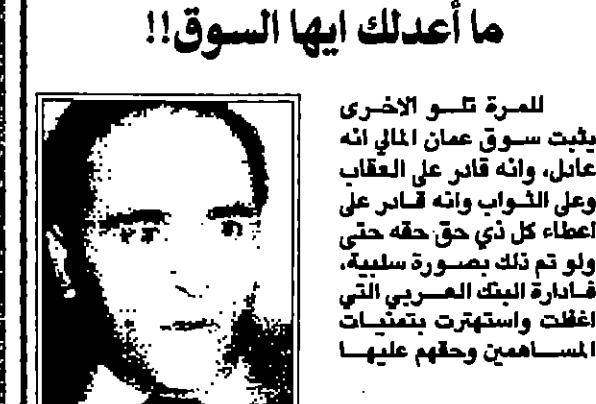 ما أعدلك ايها السوق!!
للمرة تلو الاخرى
يثبت سوق عمان المالي انه
عادل، وانه قادر على العقاب
وعلى الثواب وانه قادر على
اعطاء كل ذي حق حقه حتى
ولو تم ذلك بصورة سلبية،
فادارة البنك العربي التي
اغفلت واستهترت بتمنيات
المساهمين وحقهم عليها